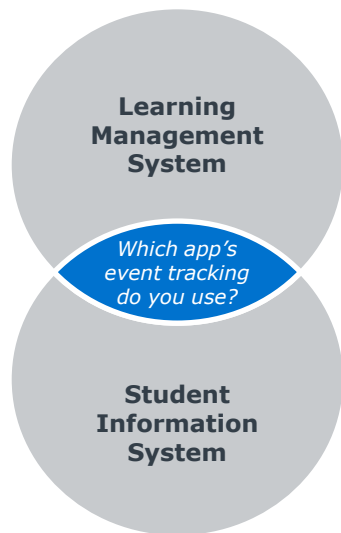 Learning
Management
System
Which app's
event tracking
do you use?
Student
Information
System